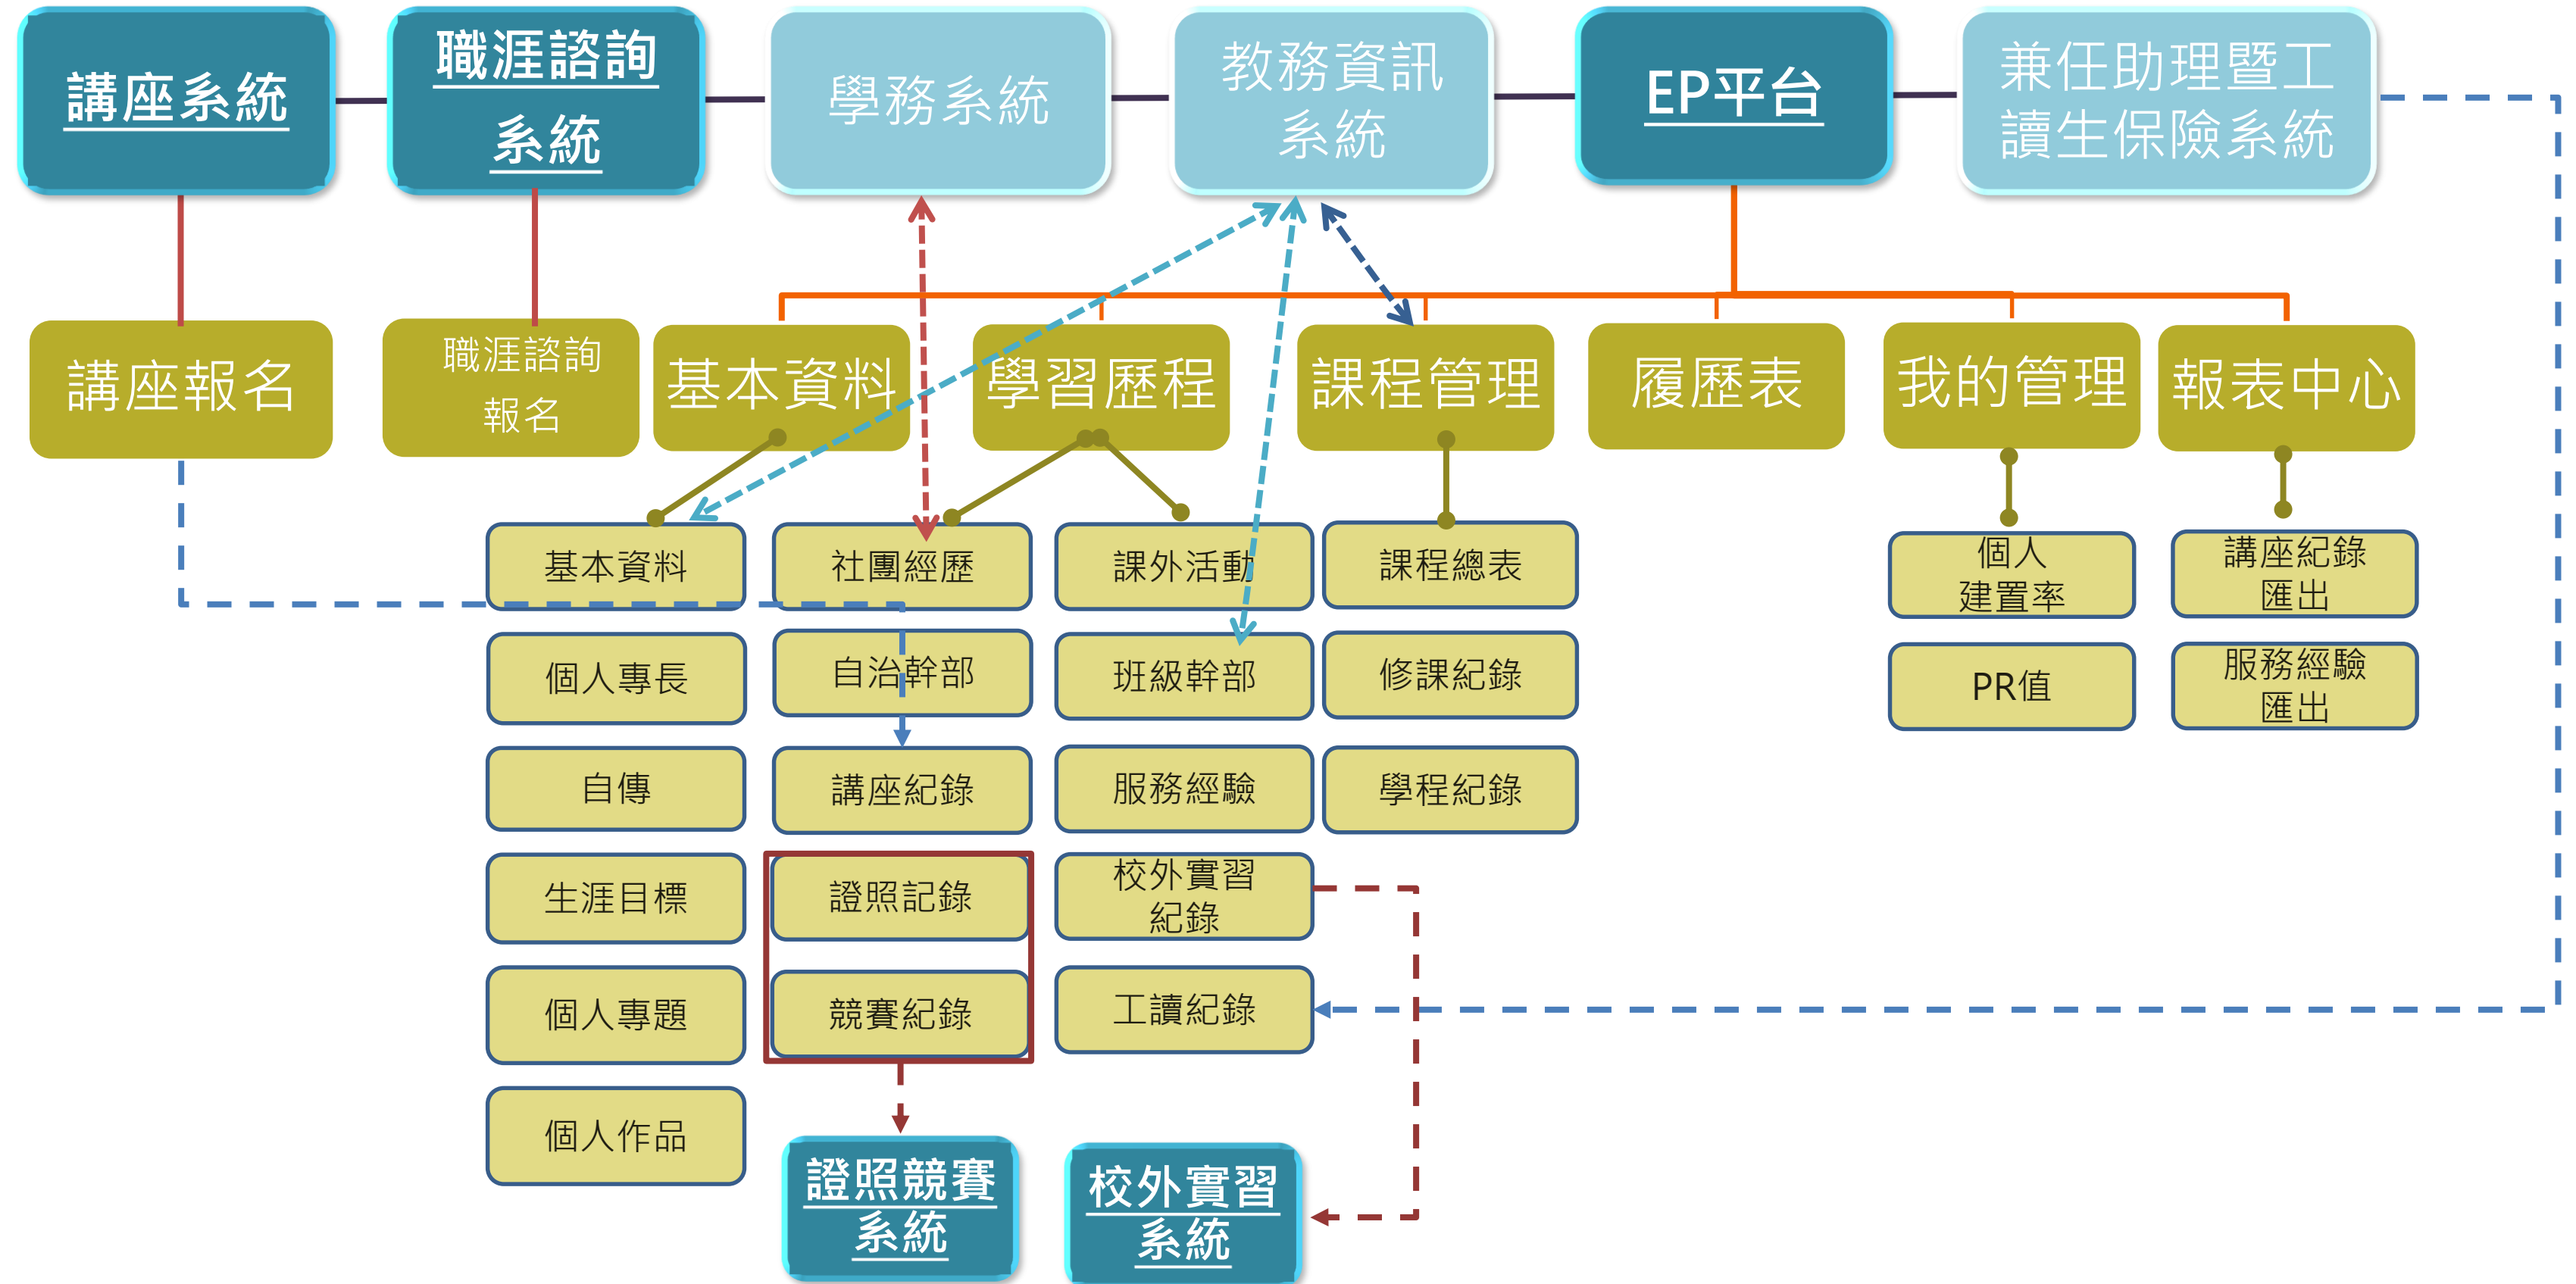 講座系統
職涯諮詢
系統
學務系統
教務資訊
系統
EP平台
兼任助理暨工
讀生保險系統
講座報名
職涯諮詢
報名
基本資料
學習歷程
課程管理
履歷表
我的管理
報表中心
基本資料
社團經歷
課外活動
課程總表
個人
建置率
講座紀錄
匯出
個人專長
自治幹部
班級幹部
修課紀錄
PR值
服務經驗
匯出
自傳
講座紀錄
服務經驗
學程紀錄
生涯目標
證照記錄
校外實習
紀錄
個人專題
競賽紀錄
工讀紀錄
個人作品
證照競賽
系統
校外實習
系統